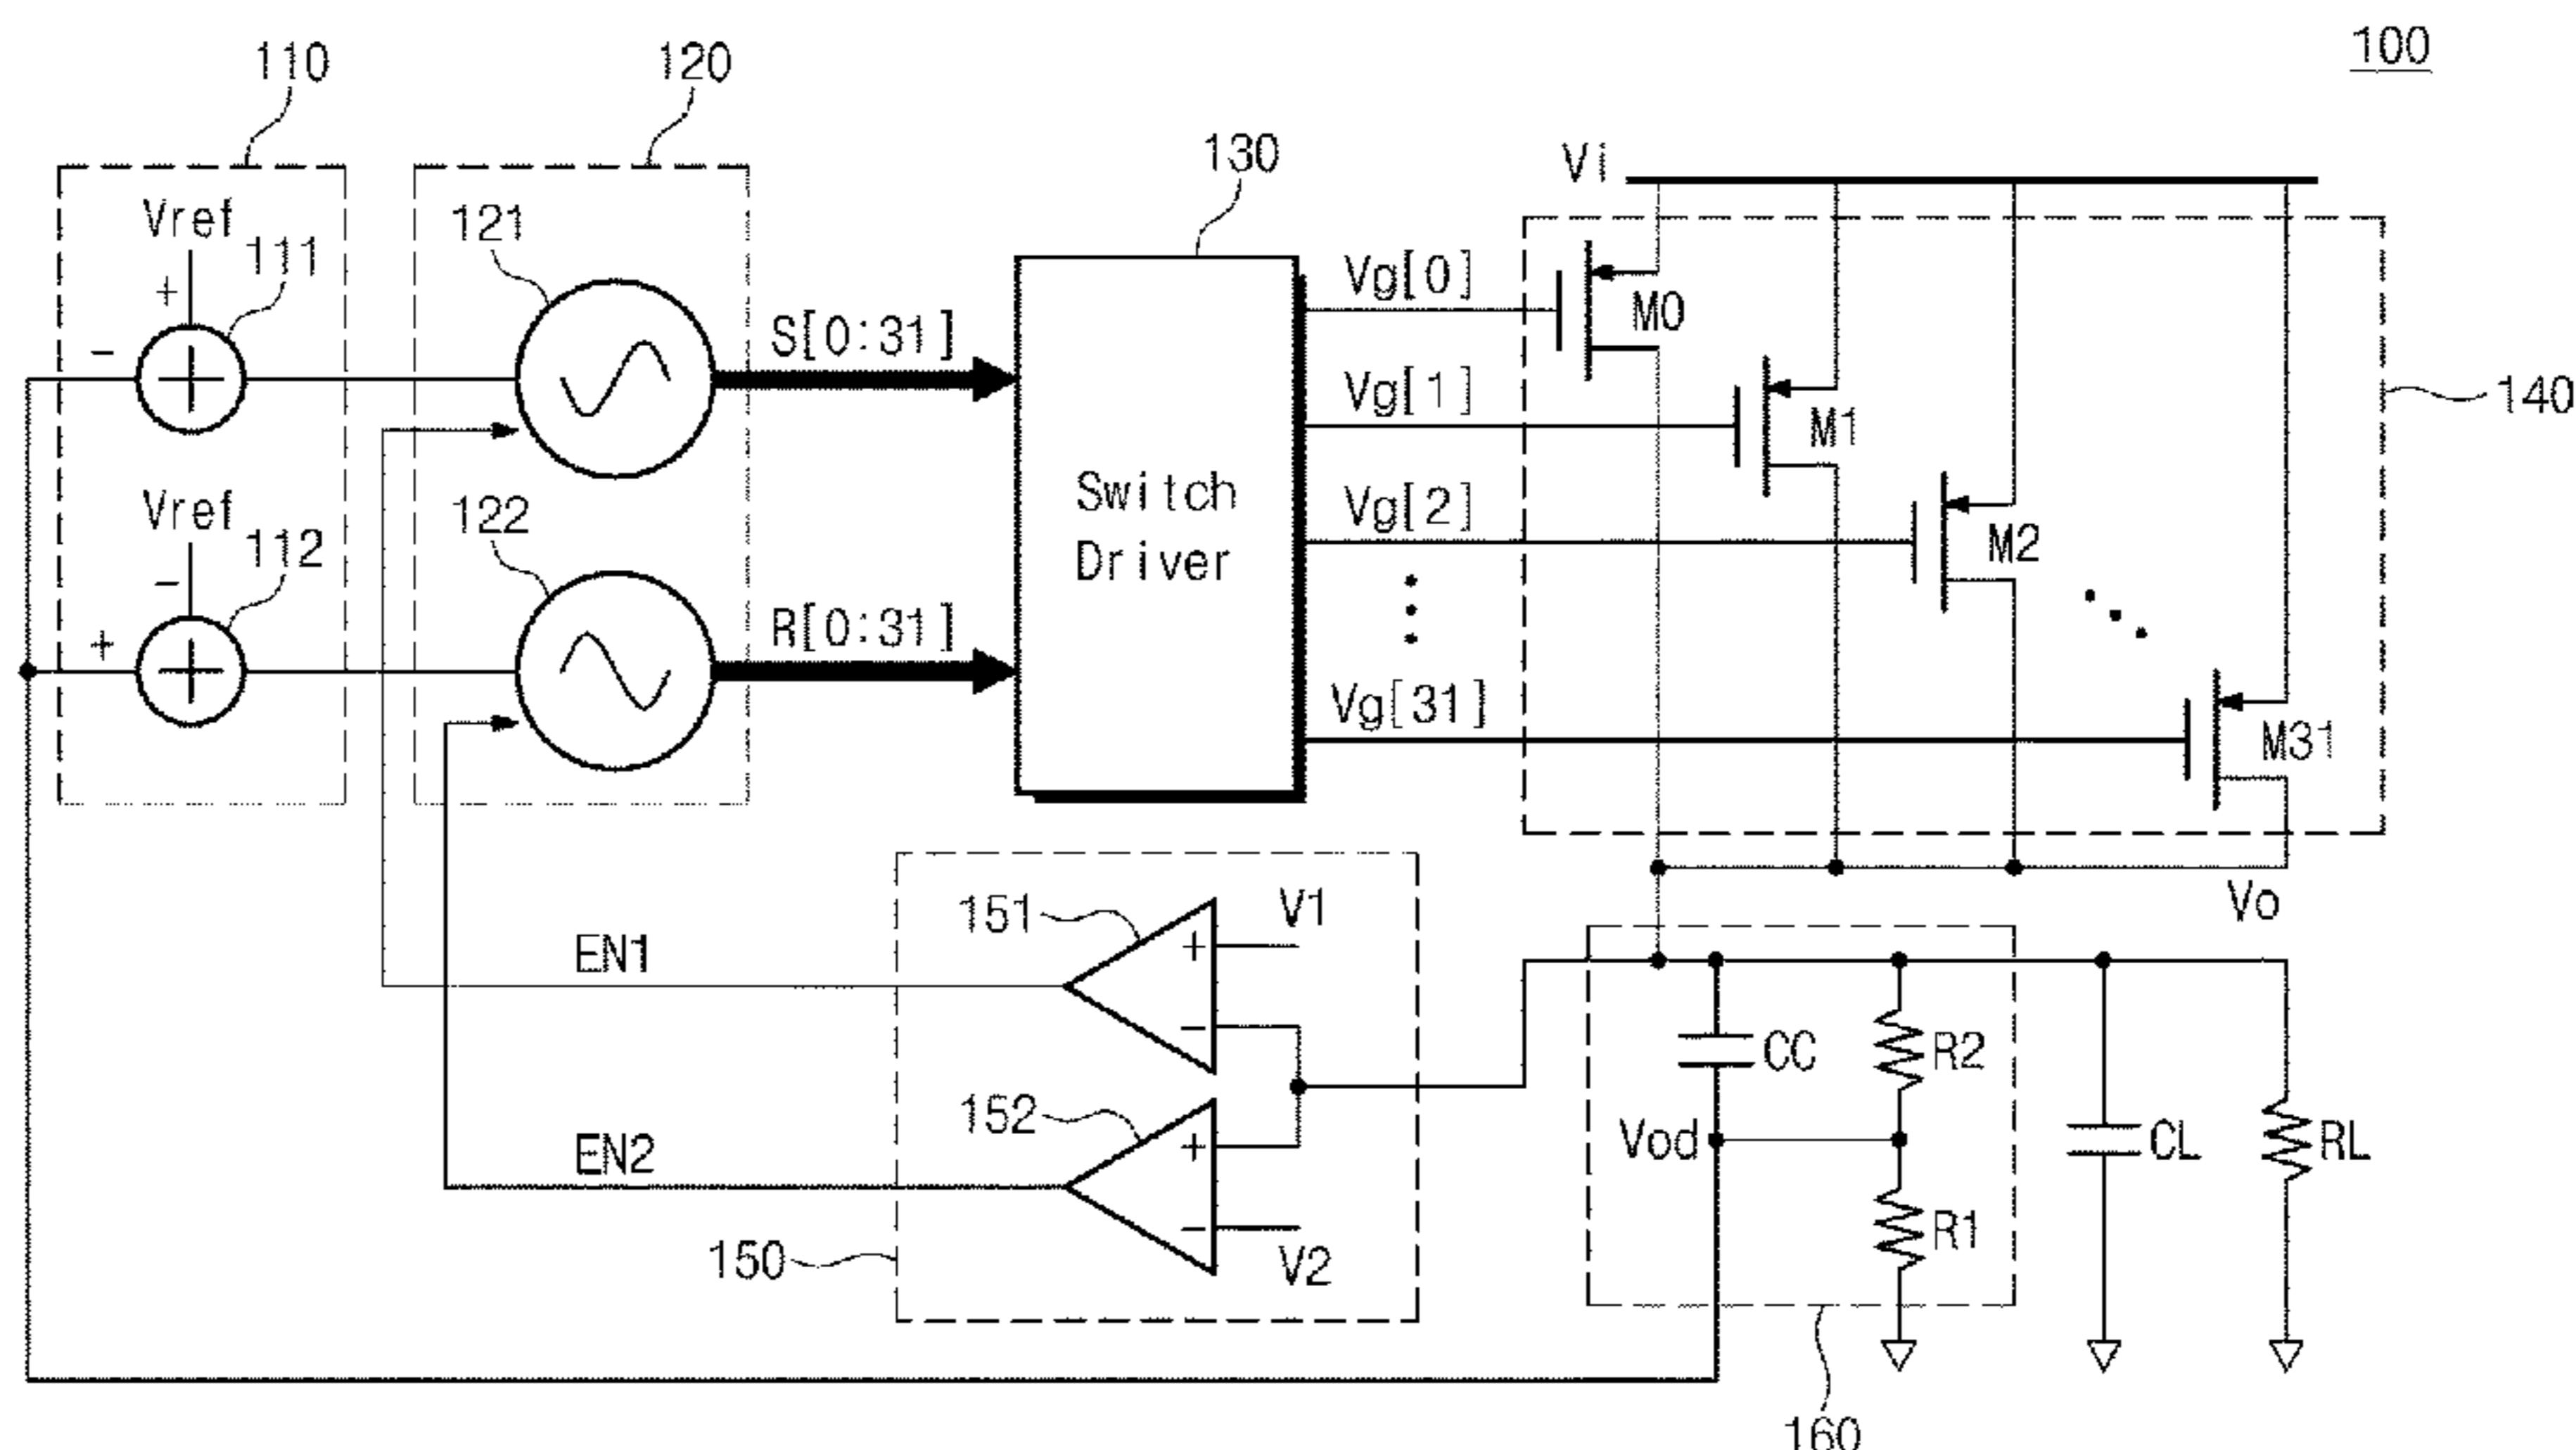 100
110
120
130
Vi
Vref
111
+
-
121
S[0:31]
Vg[0]
M0
Vg[1]
M1
140
Switch
Driver
Vref
112
-
+
122
R[0:31]
Vg[2]
M2
Vg[31]
M31
Vo
151
V1
+
-
EN1
152
+
-
EN2
V2
150
CC
R2
Vod
R1
CL
RL
160